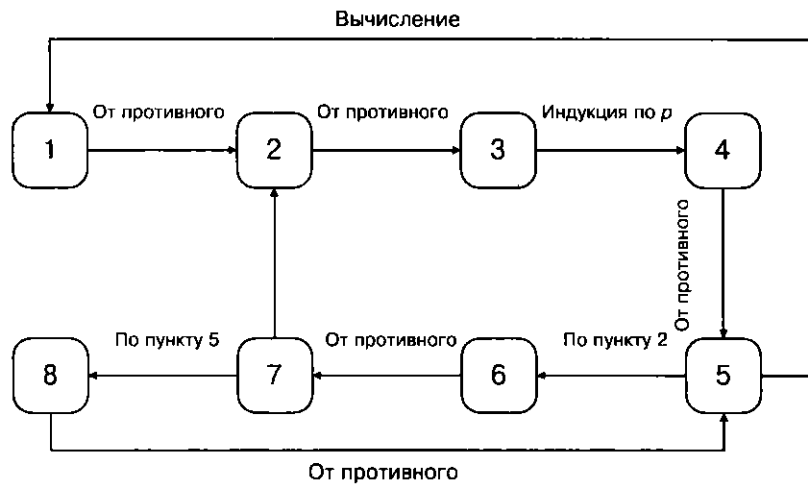 Вычисление
От противного
От противного
Индукция по p
1
2
3
4
От противного
По пункту 5
От противного
По пункту 2
8
7
6
5
От противного